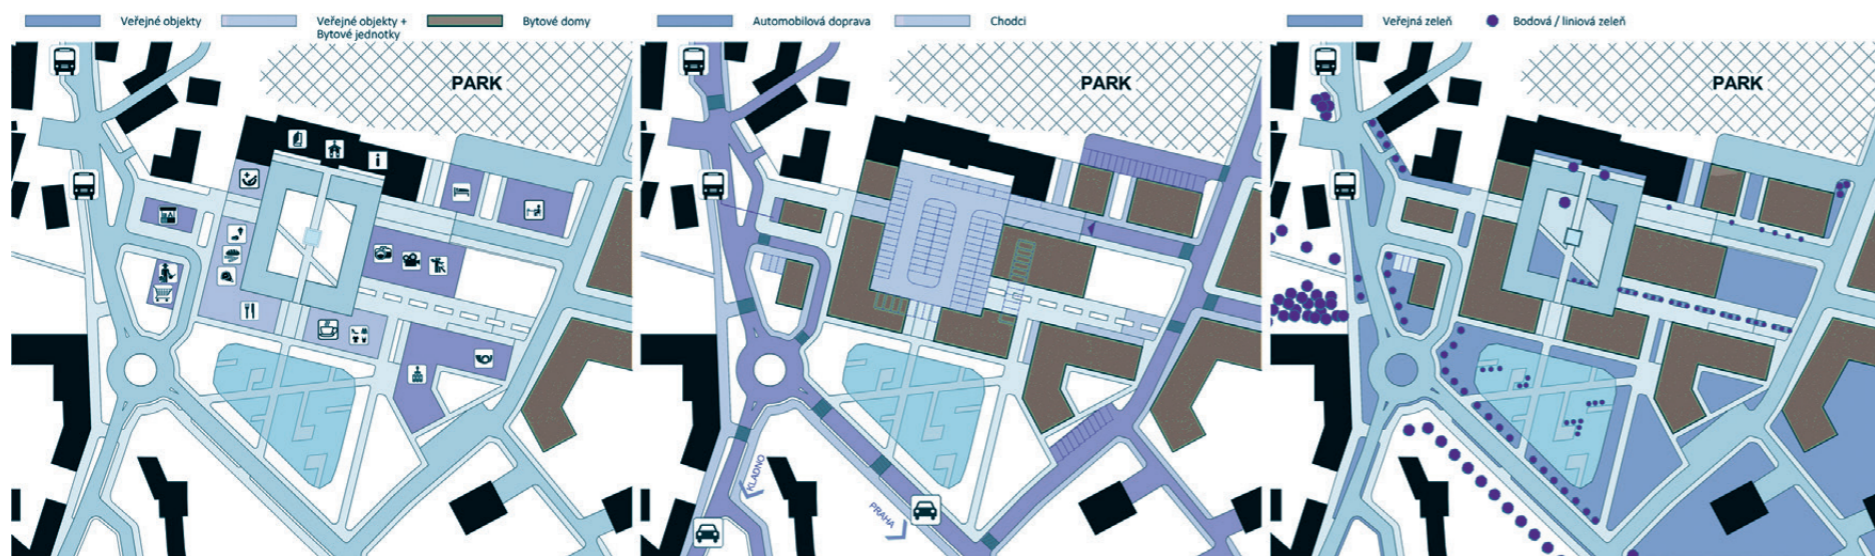 Veřejné objekty
Veřejné objekty +
Bytové jednotky
Bytové domy
Automobilová doprava
Chodci
Veřejná zeleň
Bodová / liniová zeleň
PARK
PARK
PARK
KLADNO
PRAHA